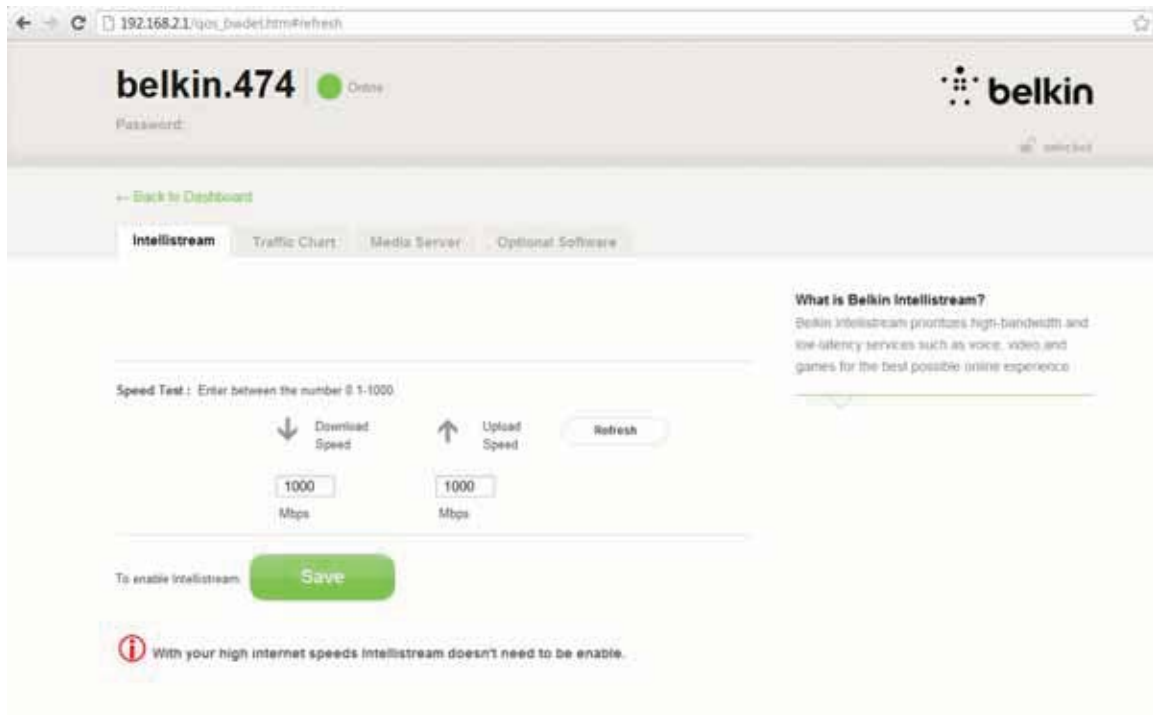 192.168.2.1/qos_bwdet.htm#refresh
belkin.474
Online
belkin
Password:
← Back to Dashboard
Intellistream
Traffic Chart
Media Server
Optional Software
What is Belkin Intellistream?
Belkin Intellistream prioritizes high-bandwidth and
low-latency services such as voice, video and
games for the best possible online experience
Speed Test : Enter between the number 0.1-1000
Download
Speed
Upload
Speed
Refresh
1000
1000
Mbps
Mbps
To enable Intellistream
Save
With your high internet speeds Intellistream doesn't need to be enable.